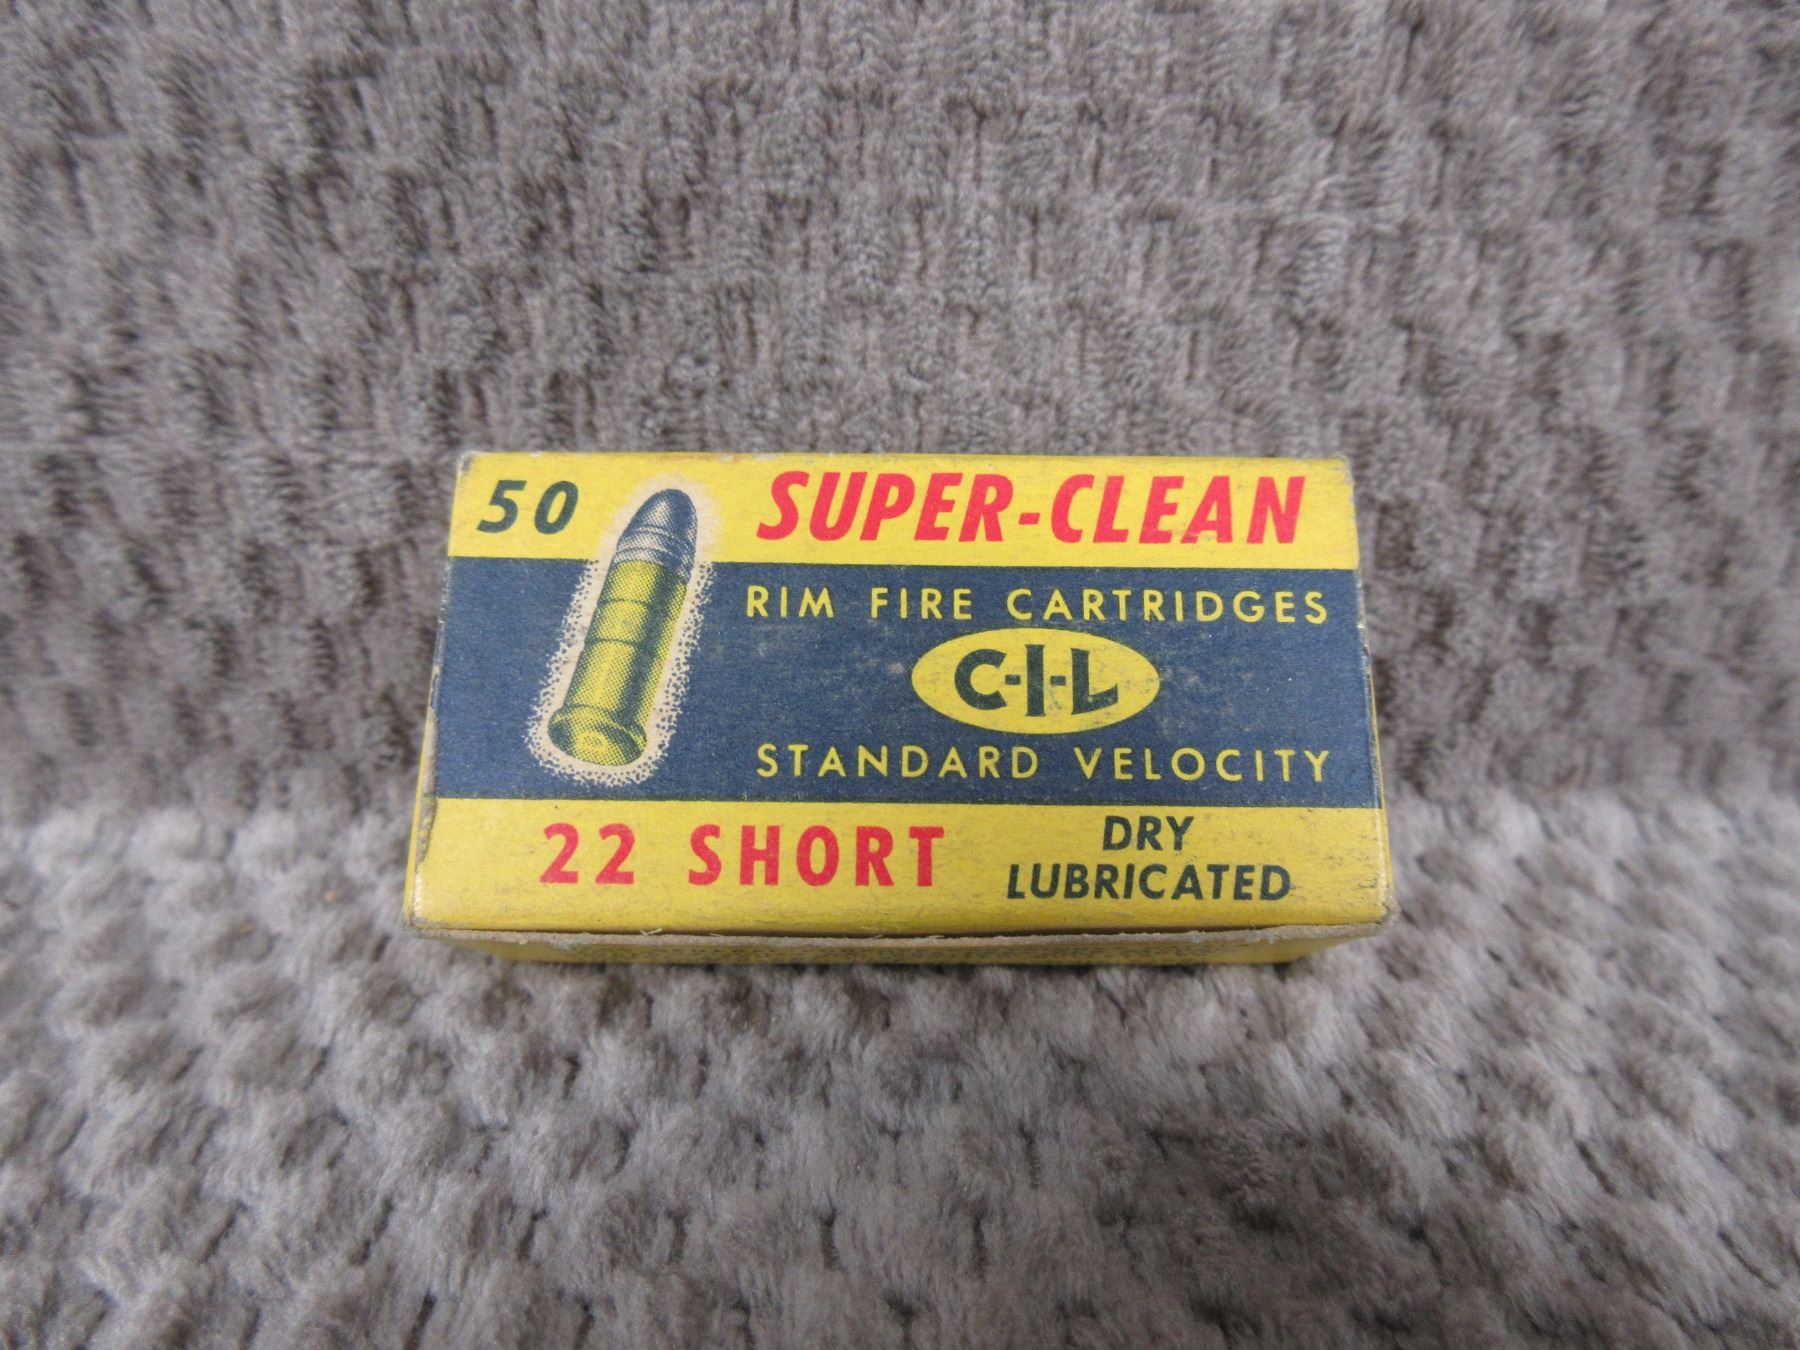 50
SUPER-CLEAN
RIM FIRE CARTRIDGES
C-I-L
STANDARD VELOCITY
22 SHORT
DRY
LUBRICATED